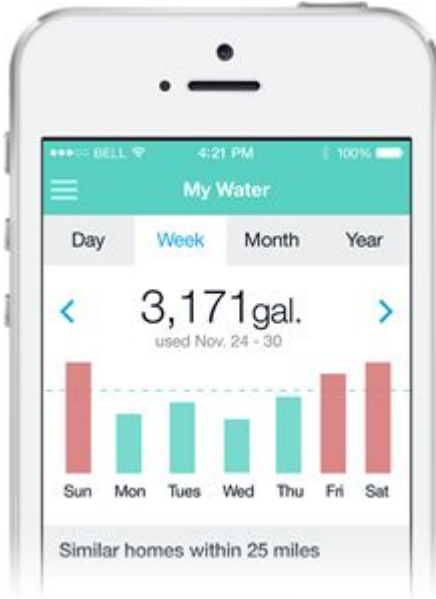 BELL 4:21 PM 100%
My Water
Day Week Month Year
3,171gal.
used Nov. 24 - 30
Sun Mon Tues Wed Thu Fri Sat
Similar homes within 25 miles